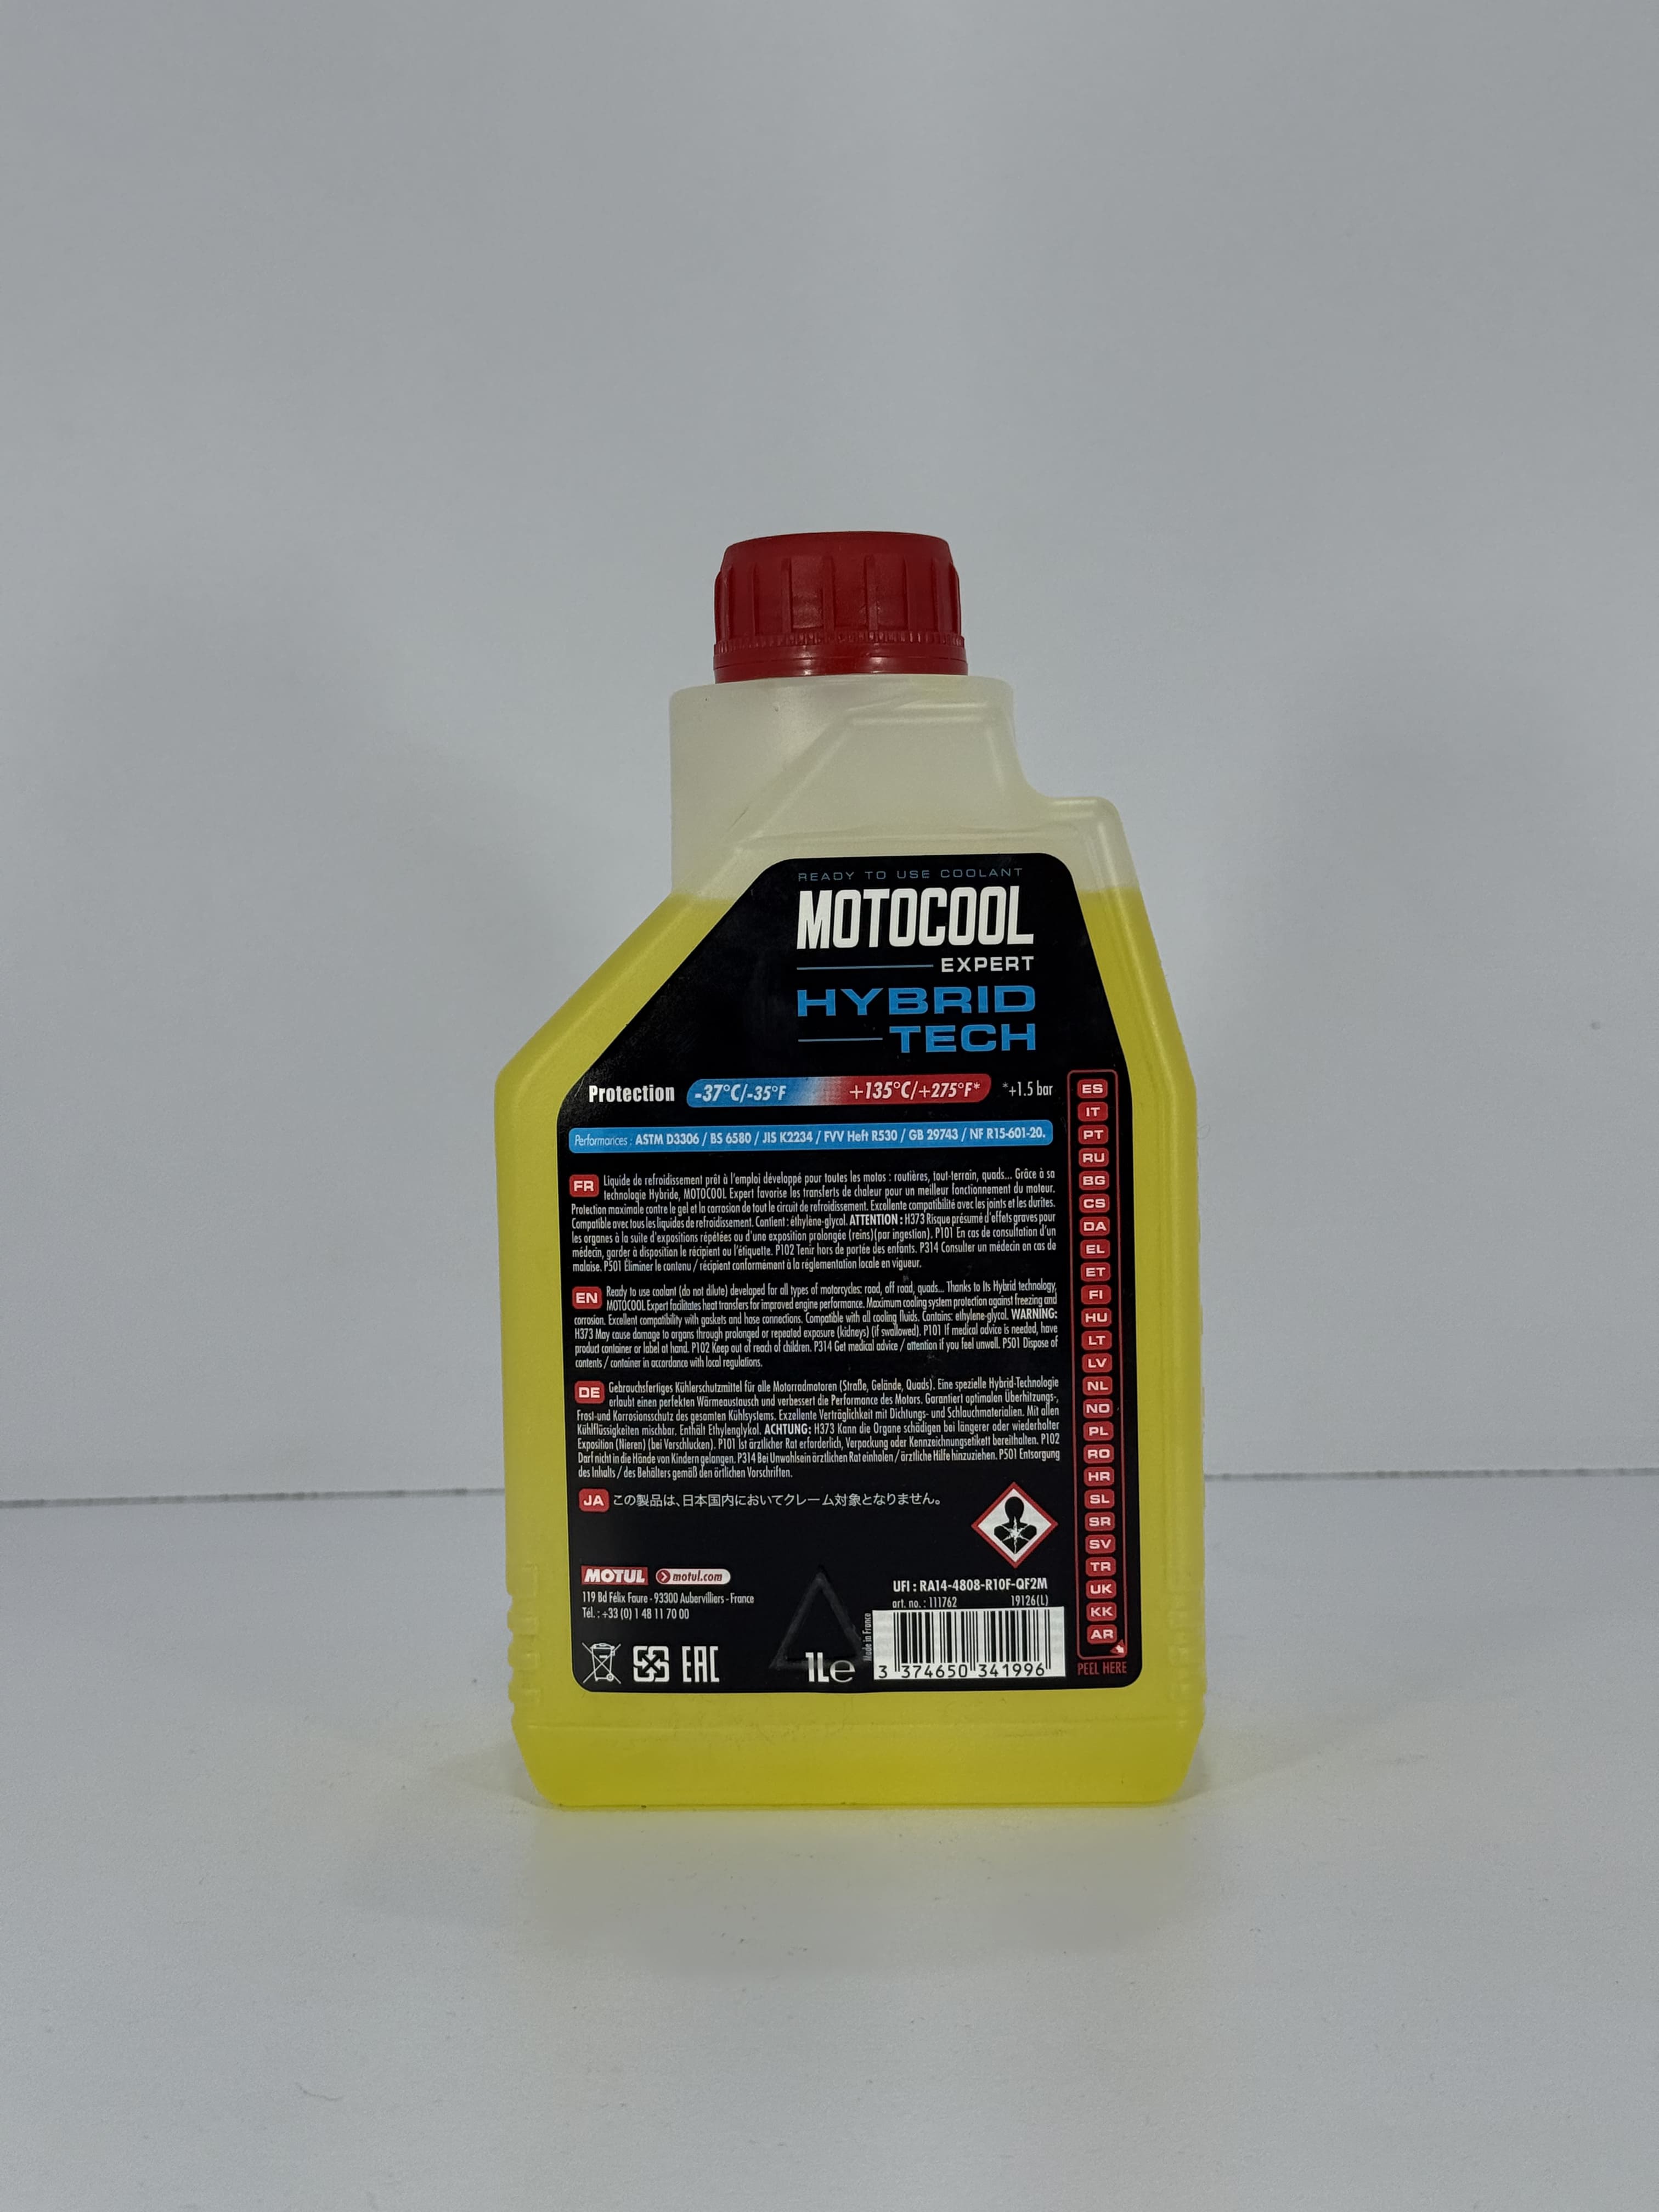 READY TO USE COOLANT
MOTOCOOL
EXPERT
HYBRID
TECH
Protection -37°C/-35°F +135°C/+275°F* *+1.5 bar
Performances : ASTM D3306 / BS 6580 / JIS K2234 / FVV Heft R530 / GB 29743 / NF R15-601-20.
FR Liquide de refroidissement prêt à l'emploi développé pour toutes les motos : routières, tout-terrain, quads... Grâce à sa
technologie Hybride, MOTOCOOL Expert favorise les transferts de chaleur pour un meilleur fonctionnement du moteur.
Protection maximale contre le gel et la corrosion de tout le circuit de refroidissement. Excellente compatibilité avec les joints et les durites.
Compatible avec tous les liquides de refroidissement. Contient : éthylène-glycol. ATTENTION : H373 Risque présumé d'effets graves pour
les organes à la suite d'expositions répétées ou d'une exposition prolongée (reins)(par ingestion). P101 En cas de consultation d'un
médecin, garder à disposition le récipient ou l'étiquette. P102 Tenir hors de portée des enfants. P314 Consulter un médecin en cas de
malaise. P501 Éliminer le contenu / récipient conformément à la réglementation locale en vigueur.
EN Ready to use coolant (do not dilute) developed for all types of motorcycles: road, off road, quads... Thanks to Its Hybrid technology,
MOTOCOOL Expert facilitates heat transfers for improved engine performance. Maximum cooling system protection against freezing and
corrosion. Excellent compatibility with gaskets and hose connections. Compatible with all cooling fluids. Contains: ethylene-glycol. WARNING:
H373 May cause damage to organs through prolonged or repeated exposure (kidneys) (if swallowed). P101 If medical advice is needed, have
product container or label at hand. P102 Keep out of reach of children. P314 Get medical advice / attention if you feel unwell. P501 Dispose of
contents / container in accordance with local regulations.
DE Gebrauchsfertiges Kühlerschutzmittel für alle Motorradmotoren (Straße, Gelände, Quads). Eine spezielle Hybrid-Technologie
erlaubt einen perfekten Wärmeaustausch und verbessert die Performance des Motors. Garantiert optimalen Überhitzungs-,
Frost-und Korrosionsschutz des gesamten Kühlsystems. Exzellente Verträglichkeit mit Dichtungs- und Schlauchmaterialien. Mit allen
Kühlflüssigkeiten mischbar. Enthält Ethylenglykol. ACHTUNG: H373 Kann die Organe schädigen bei längerer oder wiederholter
Exposition (Nieren) (bei Verschlucken). P101 Ist ärztlicher Rat erforderlich, Verpackung oder Kennzeichnungsetikett bereithalten. P102
Darf nicht in die Hände von Kindern gelangen. P314 Bei Unwohlsein ärztlichen Rat einholen / ärztliche Hilfe hinzuziehen. P501 Entsorgung
des Inhalts / des Behälters gemäß den örtlichen Vorschriften.
JA この製品は、日本国内においてクレーム対象となりません。
MOTUL motul.com
119 Bd Félix Faure - 93300 Aubervilliers - France
Tél. : +33 (0) 1 48 11 70 00
EAC
1L e
UFI : RA14-4808-R10F-QF2M
art. no. : 111762 19126(L)
Made in France
3 374650 341996
ES
IT
PT
RU
BG
CS
DA
EL
ET
FI
HU
LT
LV
NL
NO
PL
RO
HR
SL
SR
SV
TR
UK
KK
AR
PEEL HERE